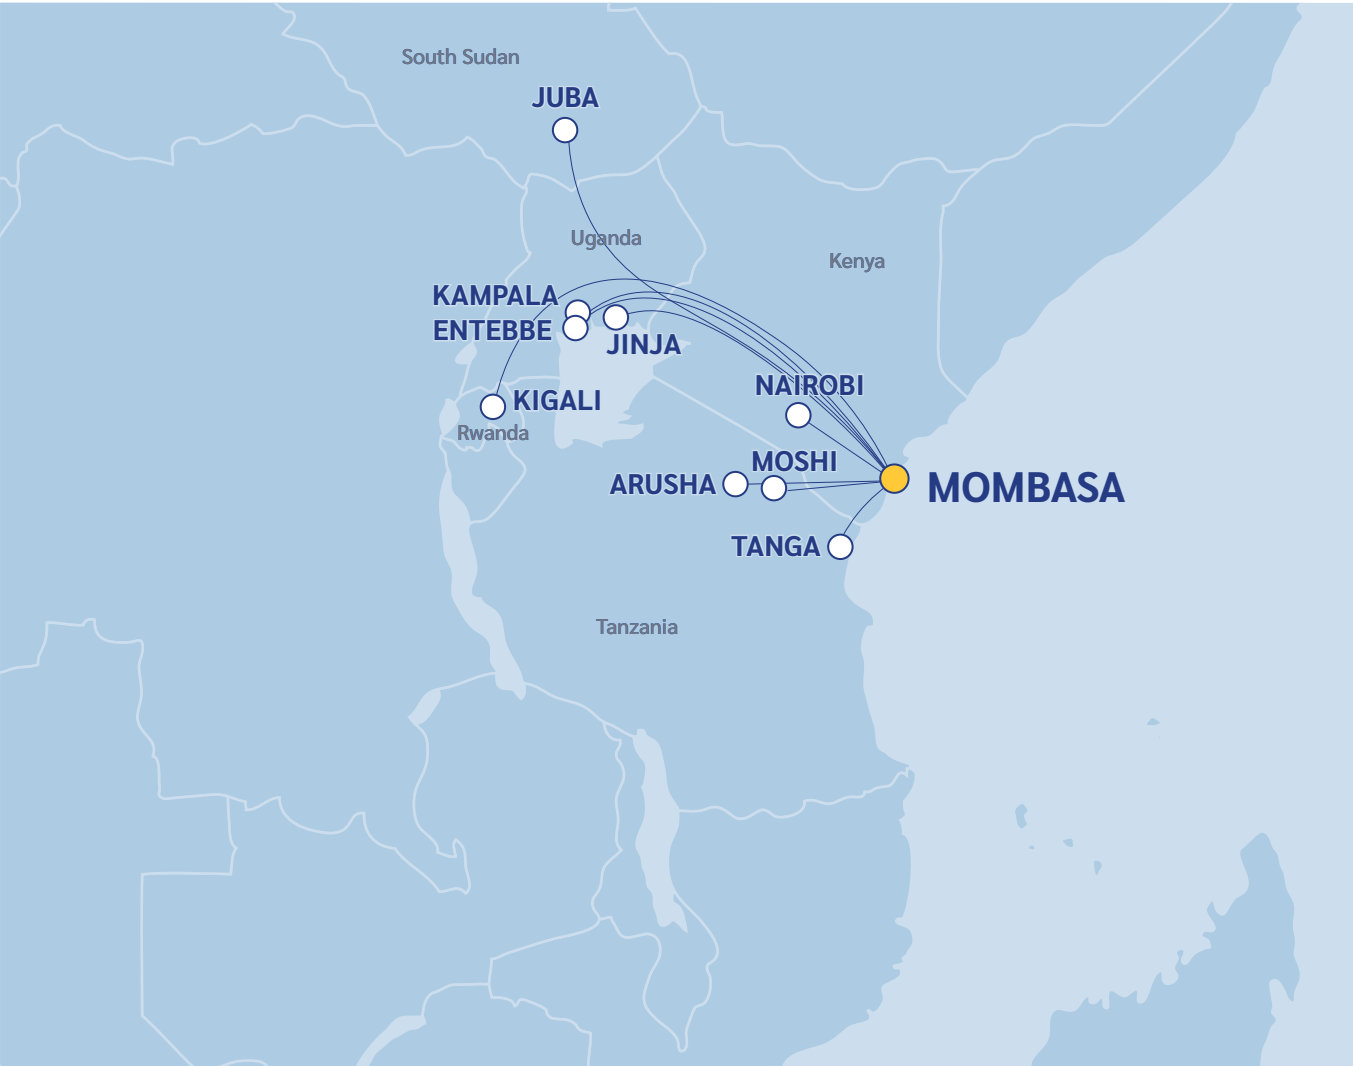 South Sudan
JUBA
Uganda
Kenya
KAMPALA
ENTEBBE
JINJA
NAIROBI
KIGALI
Rwanda
MOSHI
ARUSHA
MOMBASA
TANGA
Tanzania